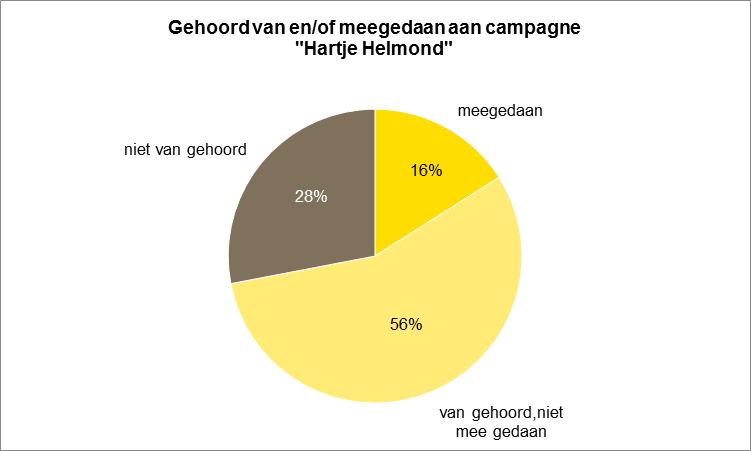 Gehoord van en/of meegedaan aan campagne
"Hartje Helmond"
meegedaan
niet van gehoord
16%
28%
56%
van gehoord,niet
mee gedaan